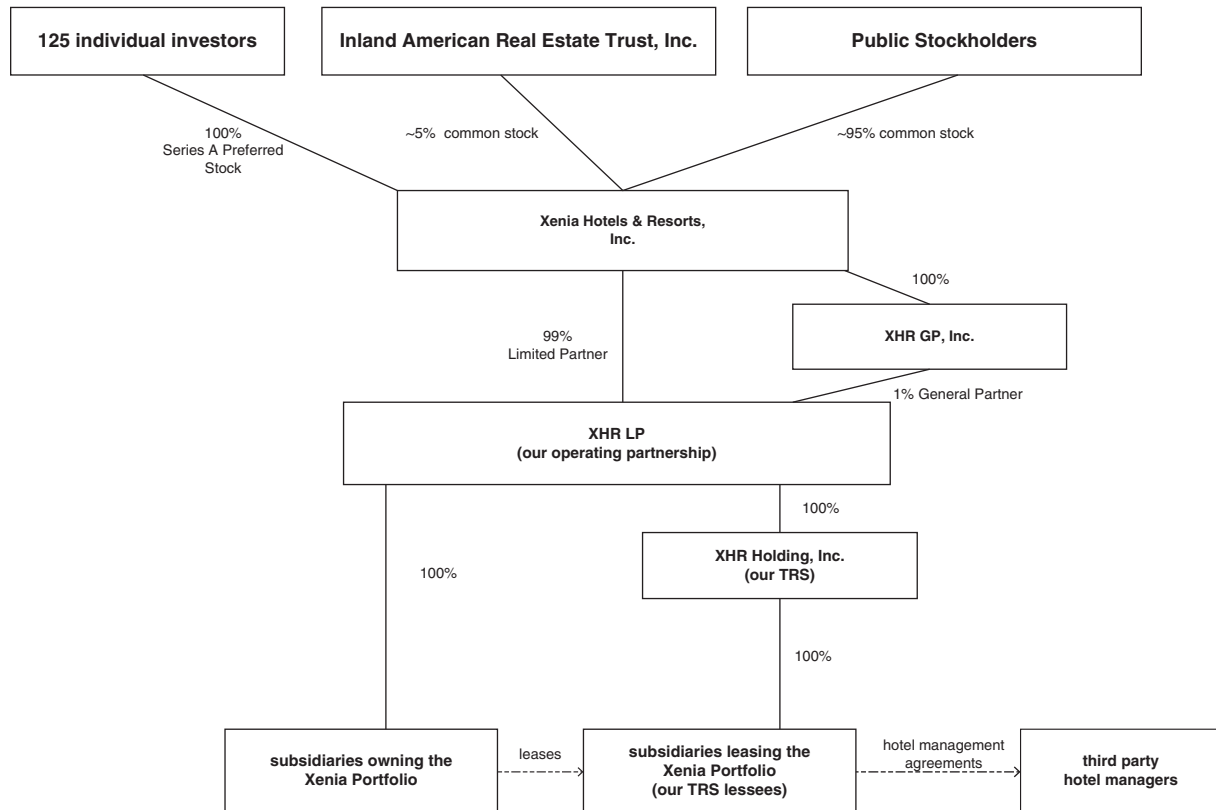 125 individual investors
Inland American Real Estate Trust, Inc.
Public Stockholders
100%
Series A Preferred
Stock
~5% common stock
~95% common stock
Xenia Hotels & Resorts,
Inc.
100%
99%
Limited Partner
XHR GP, Inc.
1% General Partner
XHR LP
(our operating partnership)
100%
XHR Holding, Inc.
(our TRS)
100%
100%
subsidiaries owning the
Xenia Portfolio
leases
subsidiaries leasing the
Xenia Portfolio
(our TRS lessees)
hotel management
agreements
third party
hotel managers